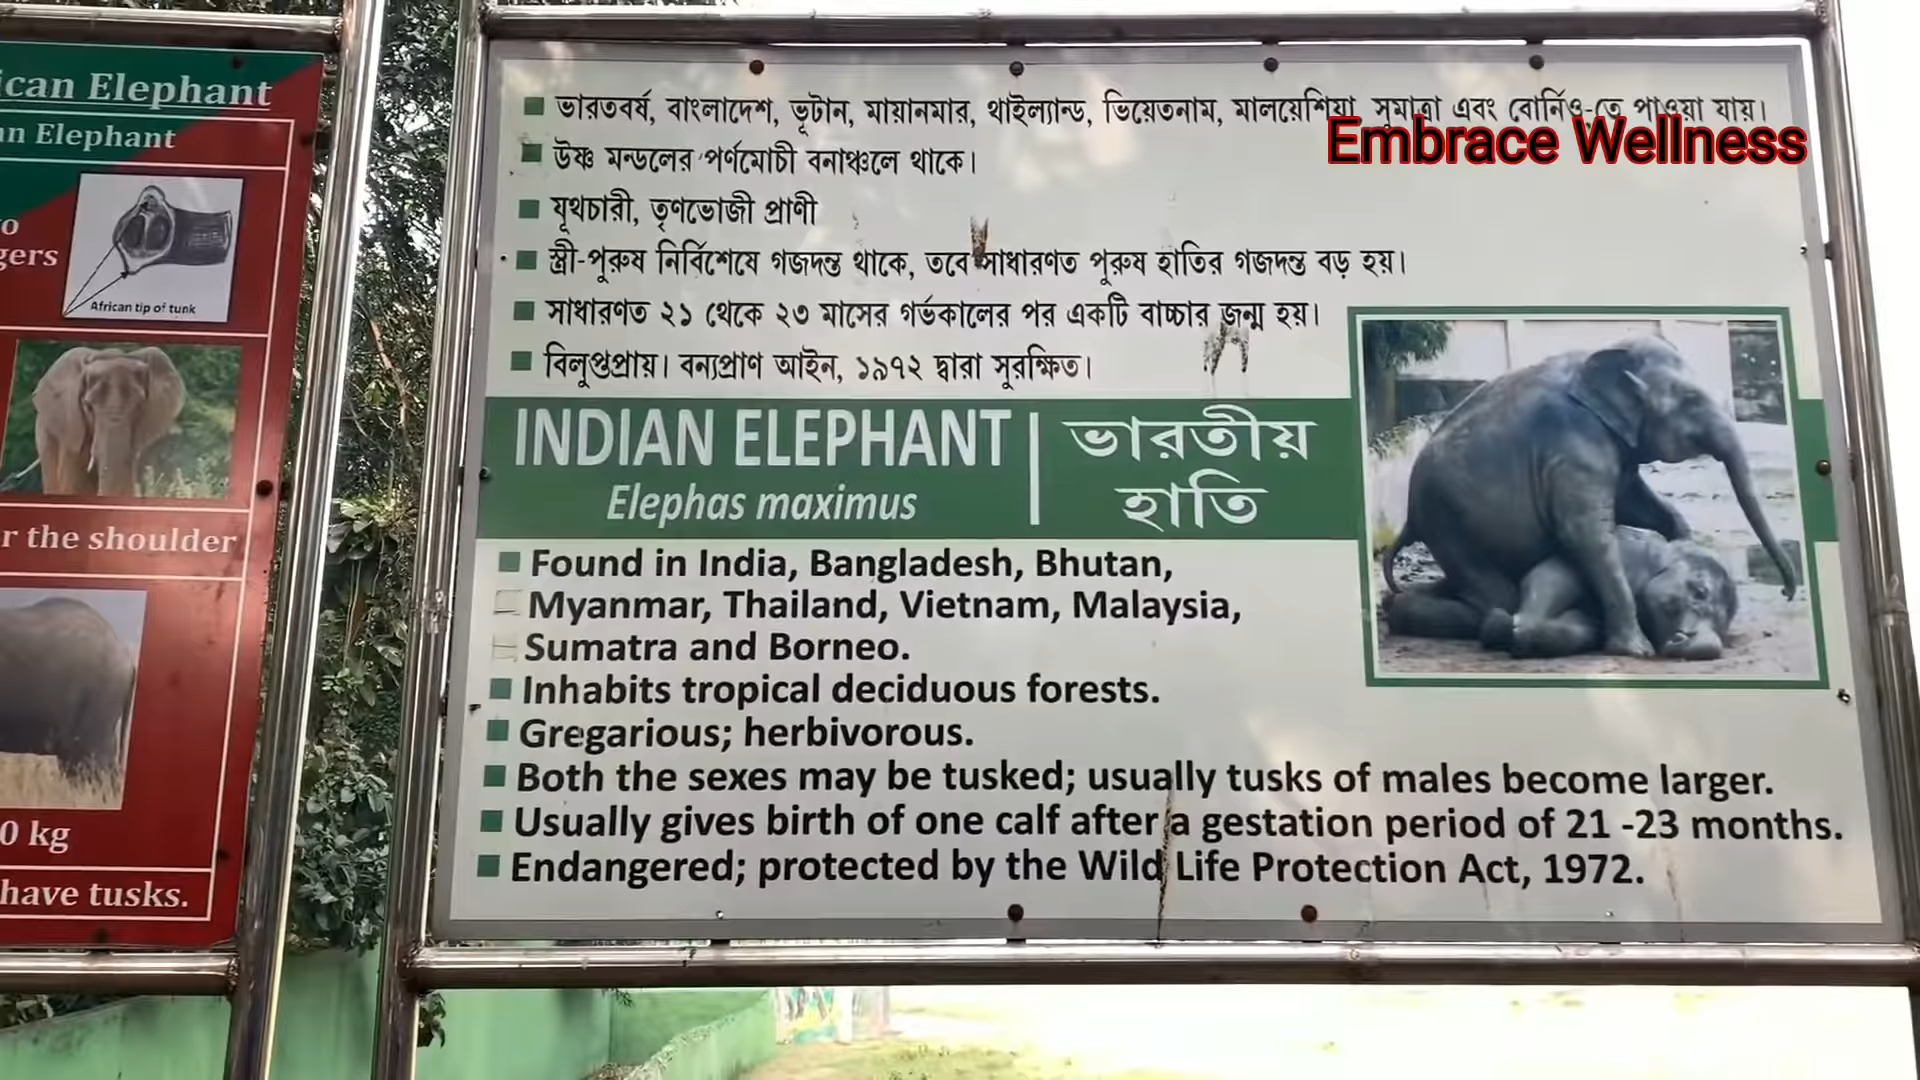 ican Elephant
an Elephant
gers
African tip of tunk
r the shoulder
0 kg
have tusks.
ভারতবর্ষ, বাংলাদেশ, ভূটান, মায়ানমার, থাইল্যান্ড, ভিয়েতনাম, মালয়েশিয়া, সুমাত্রা এবং বোর্নিও-তে পাওয়া যায়।
Embrace Wellness
উষ্ণ মন্ডলের পর্ণমোচী বনাঞ্চলে থাকে।
যূথচারী, তৃণভোজী প্রাণী
স্ত্রী-পুরুষ নির্বিশেষে গজদন্ত থাকে, তবে সাধারণত পুরুষ হাতির গজদন্ত বড় হয়।
সাধারণত ২১ থেকে ২৩ মাসের গর্ভকালের পর একটি বাচ্চার জন্ম হয়।
বিলুপ্তপ্রায়। বন্যপ্রাণ আইন, ১৯৭২ দ্বারা সুরক্ষিত।
INDIAN ELEPHANT
Elephas maximus
ভারতীয়
হাতি
Found in India, Bangladesh, Bhutan,
Myanmar, Thailand, Vietnam, Malaysia,
Sumatra and Borneo.
Inhabits tropical deciduous forests.
Gregarious; herbivorous.
Both the sexes may be tusked; usually tusks of males become larger.
Usually gives birth of one calf after a gestation period of 21 -23 months.
Endangered; protected by the Wild Life Protection Act, 1972.